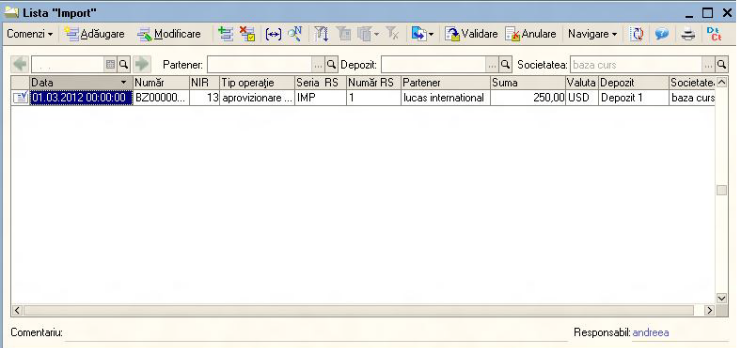 Lista "Import"
Comenzi Adăugare Modificare Validare Anulare Navigare Dt Ct
. . Partener: ... Depozit: ... Societatea: baza curs ...
Data Număr NIR Tip operație Seria RS Număr RS Partener Suma Valuta Depozit Societate
01.03.2012 00:00:00 BZ00000... 13 aprovizionare ... IMP 1 lucas international 250,00 USD Depozit 1 baza curs
Comentariu: Responsabil: andreea